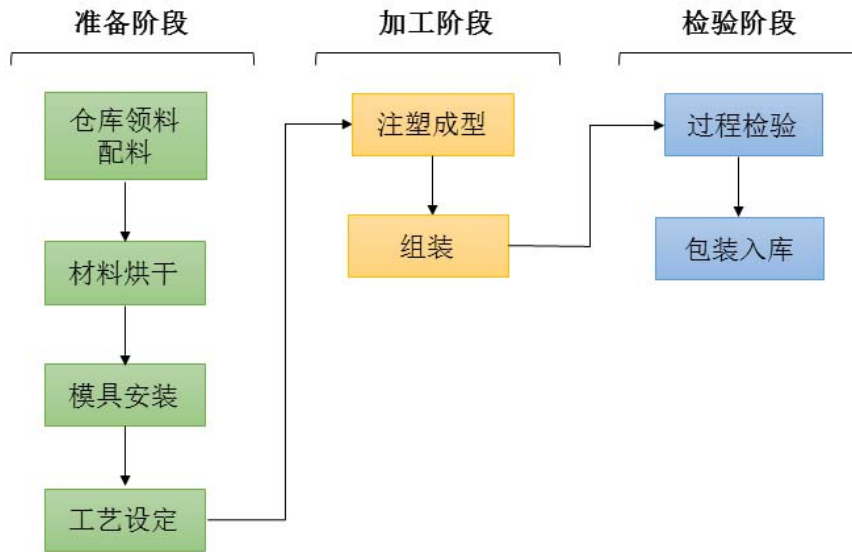 准备阶段
仓库领料
配料
材料烘干
模具安装
工艺设定
加工阶段
注塑成型
组装
检验阶段
过程检验
包装入库